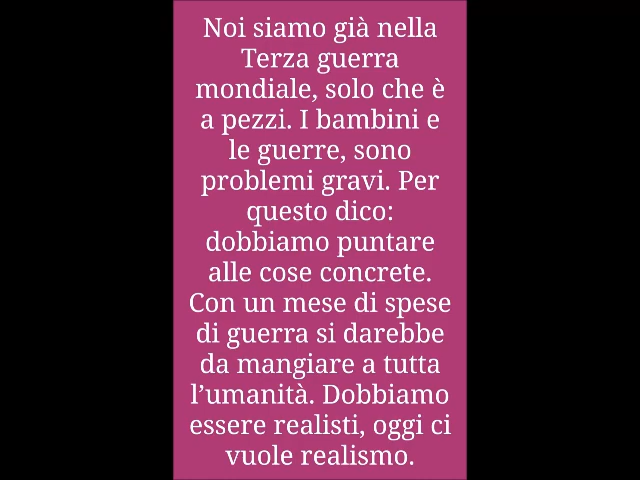 Noi siamo già nella
Terza guerra
mondiale, solo che è
a pezzi. I bambini e
le guerre, sono
problemi gravi. Per
questo dico:
dobbiamo puntare
alle cose concrete.
Con un mese di spese
di guerra si darebbe
da mangiare a tutta
l’umanità. Dobbiamo
essere realisti, oggi ci
vuole realismo.